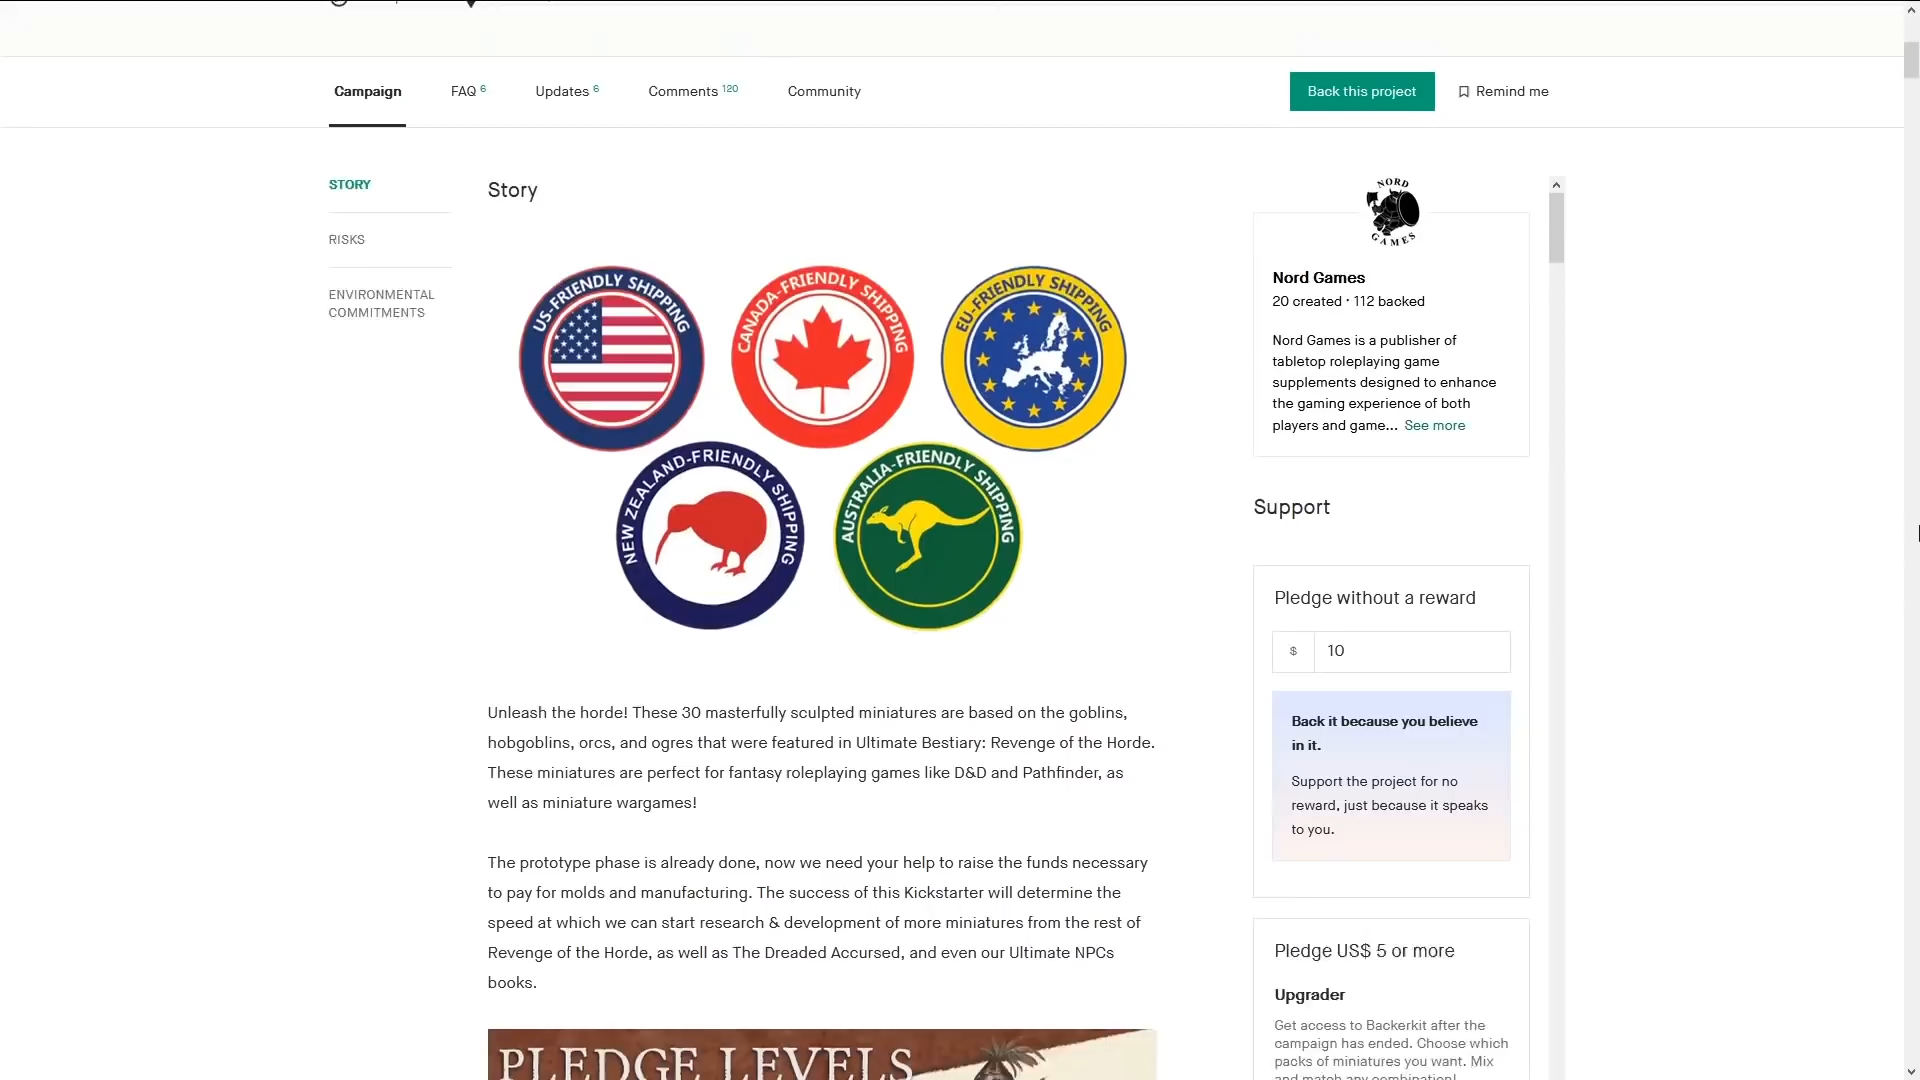 Campaign
FAQ 6
Updates 6
Comments 120
Community
Back this project
Remind me
STORY
RISKS
ENVIRONMENTAL
COMMITMENTS
Story
US-FRIENDLY SHIPPING
CANADA-FRIENDLY SHIPPING
EU-FRIENDLY SHIPPING
NEW ZEALAND-FRIENDLY SHIPPING
AUSTRALIA-FRIENDLY SHIPPING
Unleash the horde! These 30 masterfully sculpted miniatures are based on the goblins,
hobgoblins, orcs, and ogres that were featured in Ultimate Bestiary: Revenge of the Horde.
These miniatures are perfect for fantasy roleplaying games like D&D and Pathfinder, as
well as miniature wargames!
The prototype phase is already done, now we need your help to raise the funds necessary
to pay for molds and manufacturing. The success of this Kickstarter will determine the
speed at which we can start research & development of more miniatures from the rest of
Revenge of the Horde, as well as The Dreaded Accursed, and even our Ultimate NPCs
books.
PLEDGE LEVELS
NORD
GAMES
Nord Games
20 created · 112 backed
Nord Games is a publisher of
tabletop roleplaying game
supplements designed to enhance
the gaming experience of both
players and game... See more
Support
Pledge without a reward
$ 10
Back it because you believe
in it.
Support the project for no
reward, just because it speaks
to you.
Pledge US$ 5 or more
Upgrader
Get access to Backerkit after the
campaign has ended. Choose which
packs of miniatures you want. Mix
and match any combination!